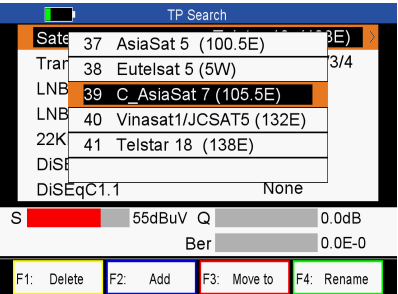 TP Search
Sate 8E)
37 AsiaSat 5 (100.5E)
Tran /3/4
38 Eutelsat 5 (5W)
LNB
39 C_AsiaSat 7 (105.5E)
LNB
40 Vinasat1/JCSAT5 (132E)
22K
41 Telstar 18 (138E)
DiSE
DiSEqC1.1 None
S 55dBuV Q 0.0dB
Ber 0.0E-0
F1: Delete F2: Add F3: Move to F4: Rename